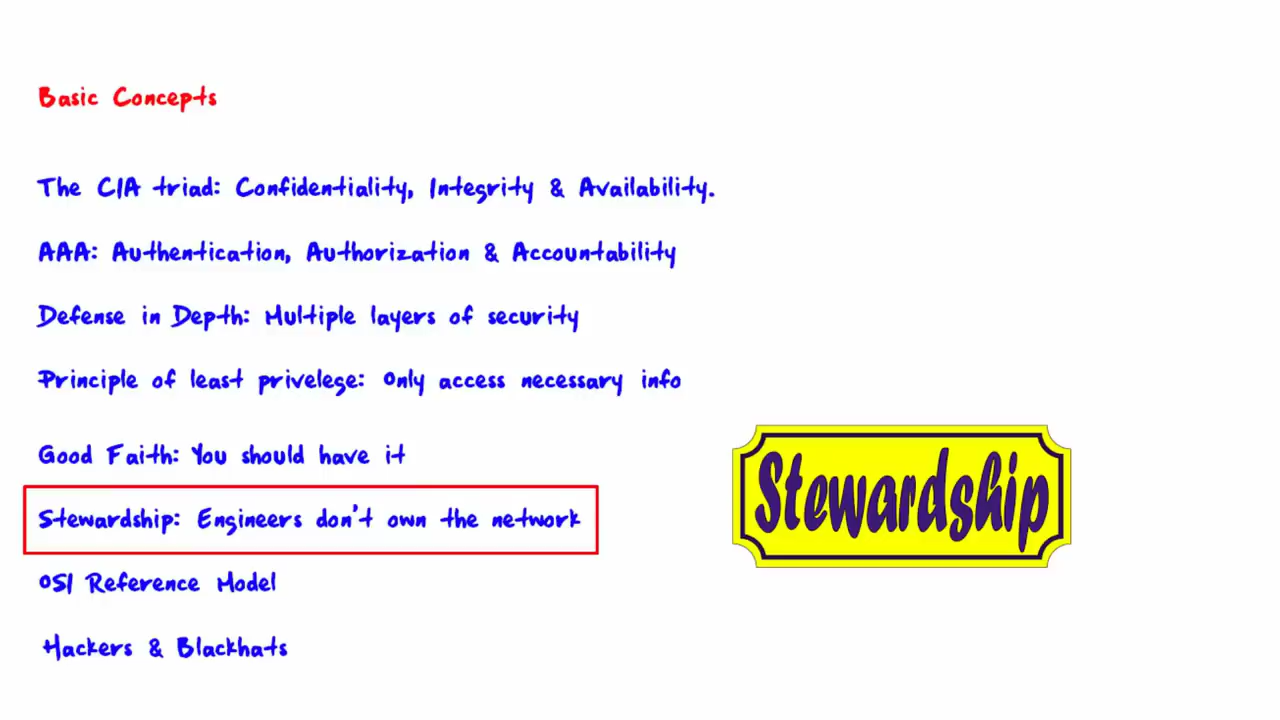 Basic Concepts
The CIA triad: Confidentiality, Integrity & Availability.
AAA: Authentication, Authorization & Accountability
Defense in Depth: Multiple layers of security
Principle of least privelege: Only access necessary info
Good Faith: You should have it
Stewardship: Engineers don't own the network
Stewardship
OSI Reference Model
Hackers & Blackhats